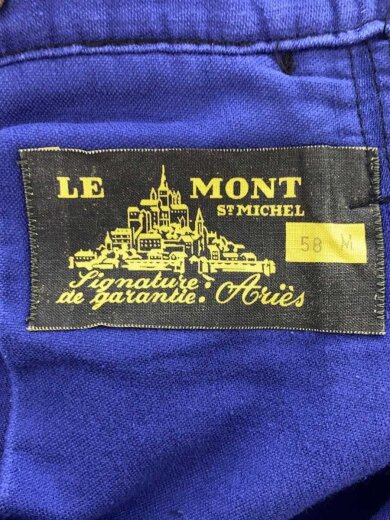 LE MONT
ST MICHEL
58 M
Signature:
de garantie: Ariès